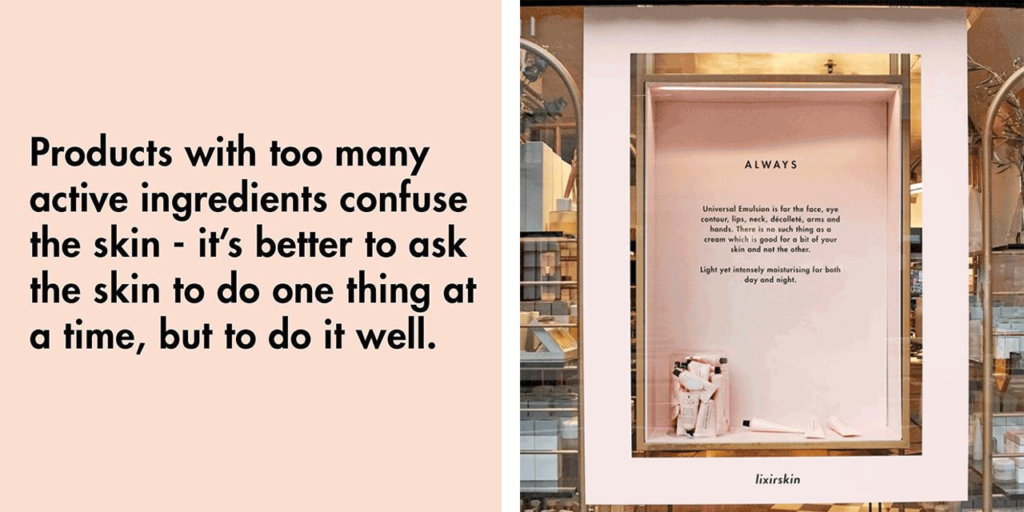 Products with too many
active ingredients confuse
the skin - it's better to ask
the skin to do one thing at
a time, but to do it well.
ALWAYS
Universal Emulsion is for the face, eye
contour, lips, neck, décolleté, arms and
hands. There is no such thing as a
cream which is good for a bit of your
skin and not the other.
Light yet intensely moisturising for both
day and night.
lixirskin